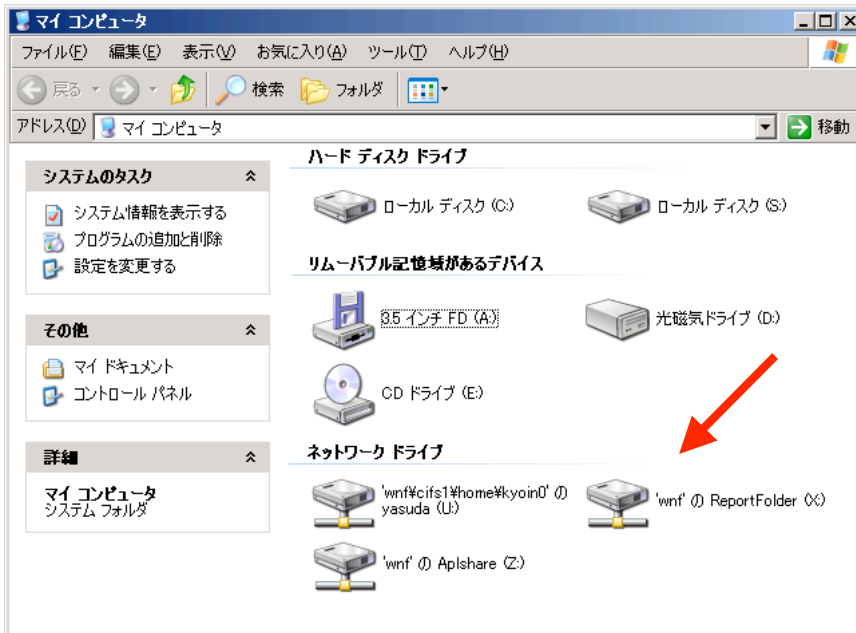 マイ コンピュータ
ファイル(F) 編集(E) 表示(V) お気に入り(A) ツール(T) ヘルプ(H)
戻る 検索 フォルダ
アドレス(D) マイ コンピュータ 移動
システムのタスク
システム情報を表示する
プログラムの追加と削除
設定を変更する
その他
マイ ドキュメント
コントロール パネル
詳細
マイ コンピュータ
システム フォルダ
ハード ディスク ドライブ
ローカル ディスク (C:) ローカル ディスク (S:)
リムーバブル記憶域があるデバイス
3.5 インチ FD (A:) 光磁気ドライブ (D:)
CD ドライブ (E:)
ネットワーク ドライブ
'wnf¥cifs1¥home¥kyoin0' の
yasuda (U:)
'wnf' の ReportFolder (X:)
'wnf' の Aplshare (Z:)